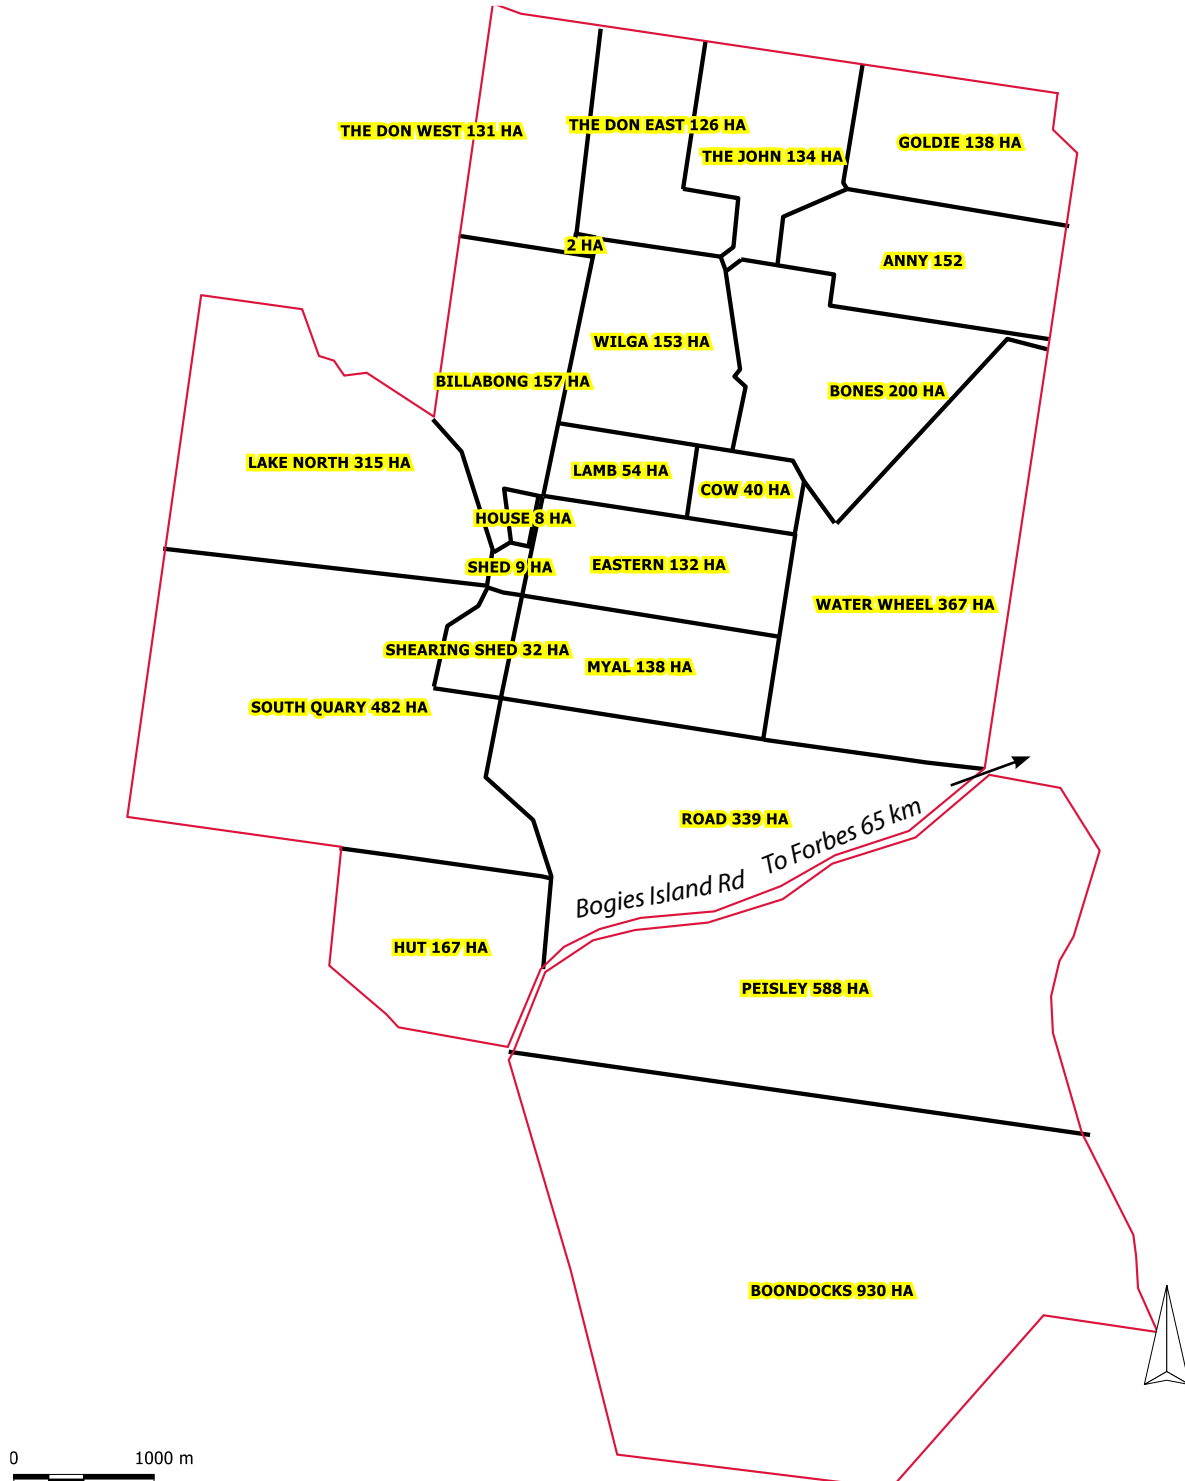 THE DON WEST 131 HA
THE DON EAST 126 HA
THE JOHN 134 HA
GOLDIE 138 HA
2 HA
ANNY 152
WILGA 153 HA
BILLABONG 157 HA
BONES 200 HA
LAKE NORTH 315 HA
LAMB 54 HA
COW 40 HA
HOUSE 8 HA
SHED 9 HA
EASTERN 132 HA
WATER WHEEL 367 HA
SHEARING SHED 32 HA
MYAL 138 HA
SOUTH QUARY 482 HA
ROAD 339 HA
Bogies Island Rd To Forbes 65 km
HUT 167 HA
PEISLEY 588 HA
BOONDOCKS 930 HA
0 1000 m